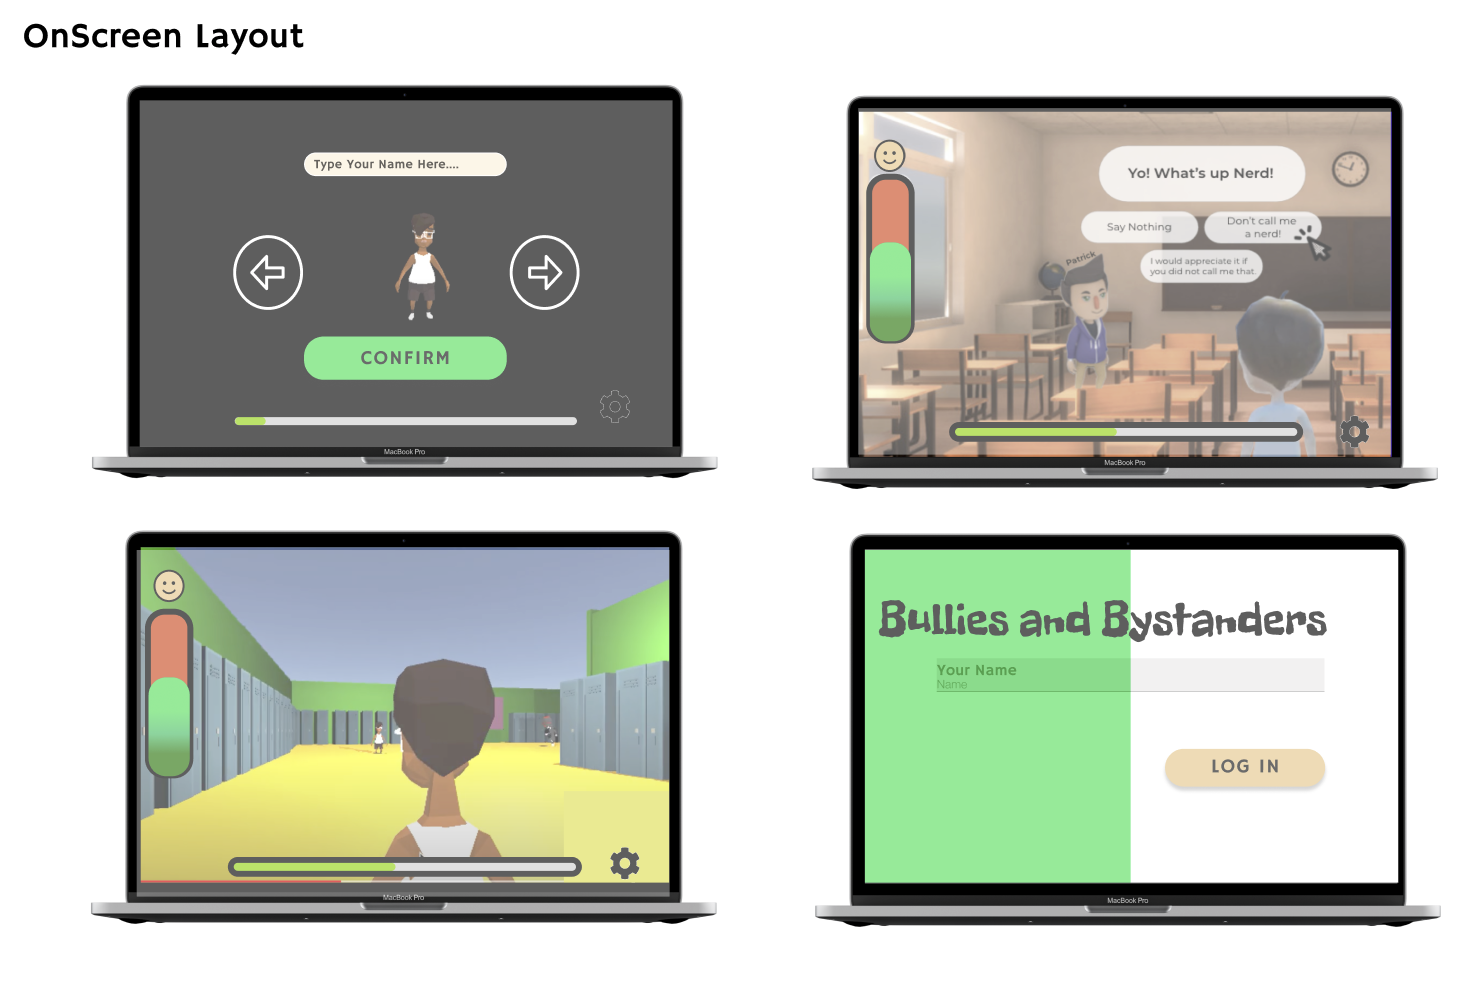 OnScreen Layout
Type Your Name Here....
CONFIRM
MacBook Pro
Yo! What's up Nerd!
Say Nothing
Don't call me
a nerd!
I would appreciate it if
you did not call me that.
Patrick
MacBook Pro
MacBook Pro
Bullies and Bystanders
Your Name
Name
LOG IN
MacBook Pro